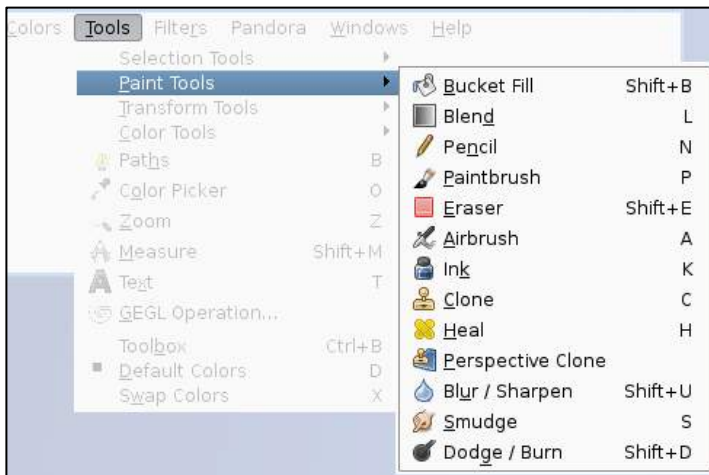 Colors Tools Filters Pandora Windows Help
Selection Tools
Paint Tools
Transform Tools
Color Tools
Paths B
Color Picker O
Zoom Z
Measure Shift+M
Text T
GEGL Operation...
Toolbox Ctrl+B
Default Colors D
Swap Colors X
Bucket Fill Shift+B
Blend L
Pencil N
Paintbrush P
Eraser Shift+E
Airbrush A
Ink K
Clone C
Heal H
Perspective Clone
Blur / Sharpen Shift+U
Smudge S
Dodge / Burn Shift+D